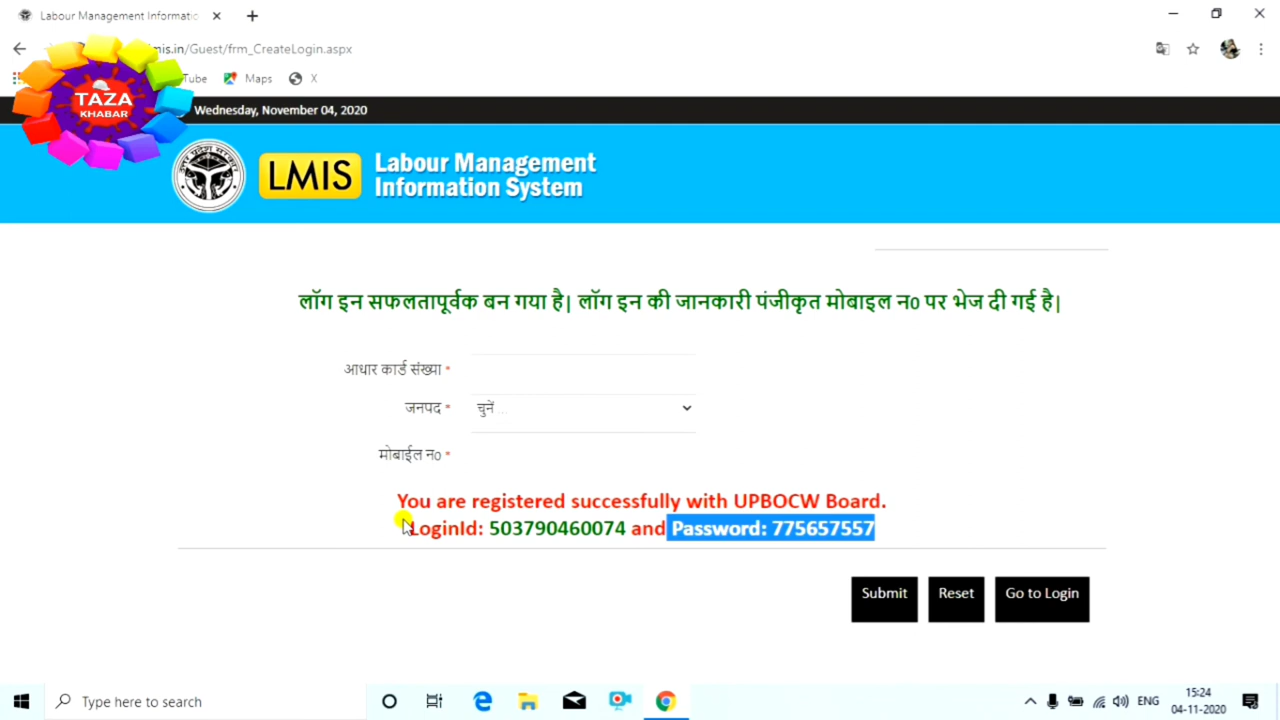 Labour Management Informatio
mis.in/Guest/frm_CreateLogin.aspx
Tube Maps X
TAZA
KHABAR
Wednesday, November 04, 2020
LMIS
Labour Management
Information System
लॉग इन सफलतापूर्वक बन गया है| लॉग इन की जानकारी पंजीकृत मोबाइल न0 पर भेज दी गई है|
आधार कार्ड संख्या *
जनपद * चुनें ...
मोबाईल न0 *
You are registered successfully with UPBOCW Board.
LoginId: 503790460074 and Password: 775657557
Submit Reset Go to Login
Type here to search
ENG
15:24
04-11-2020